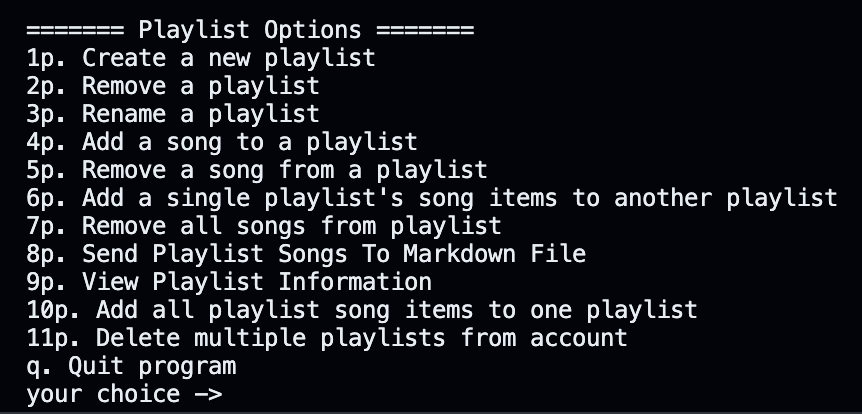 ======= Playlist Options =======
1p. Create a new playlist
2p. Remove a playlist
3p. Rename a playlist
4p. Add a song to a playlist
5p. Remove a song from a playlist
6p. Add a single playlist's song items to another playlist
7p. Remove all songs from playlist
8p. Send Playlist Songs To Markdown File
9p. View Playlist Information
10p. Add all playlist song items to one playlist
11p. Delete multiple playlists from account
q. Quit program
your choice ->